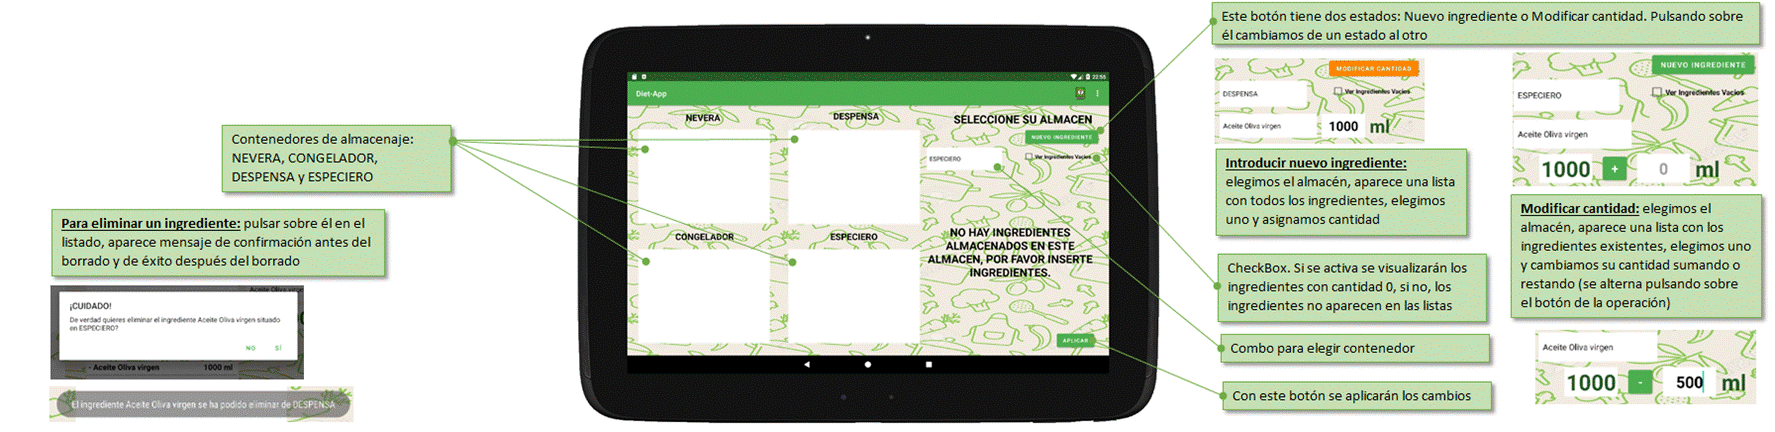 Contenedores de almacenaje:
NEVERA, CONGELADOR,
DESPENSA y ESPECIERO
Para eliminar un ingrediente: pulsar sobre él en el
listado, aparece mensaje de confirmación antes del
borrado y de éxito después del borrado
Aceite Oliva virgen
¡CUIDADO!
De verdad quieres eliminar el ingrediente Aceite Oliva virgen situado
en ESPECIERO?
NO SÍ
- Aceite Oliva virgen 1000 ml
El ingrediente Aceite Oliva virgen se ha podido eliminar de DESPENSA
22:55
Diet-App
NEVERA
DESPENSA
CONGELADOR
ESPECIERO
SELECCIONE SU ALMACEN
NUEVO INGREDIENTE
ESPECIERO
Ver Ingredientes Vacios
NO HAY INGREDIENTES
ALMACENADOS EN ESTE
ALMACEN, POR FAVOR INSERTE
INGREDIENTES.
APLICAR
Este botón tiene dos estados: Nuevo ingrediente o Modificar cantidad. Pulsando sobre
él cambiamos de un estado al otro
MODIFICAR CANTIDAD
DESPENSA
Ver Ingredientes Vacios
Aceite Oliva virgen 1000 ml
Introducir nuevo ingrediente:
elegimos el almacén, aparece una lista
con todos los ingredientes, elegimos
uno y asignamos cantidad
CheckBox. Si se activa se visualizarán los
ingredientes con cantidad 0, si no, los
ingredientes no aparecen en las listas
Combo para elegir contenedor
Con este botón se aplicarán los cambios
NUEVO INGREDIENTE
ESPECIERO
Ver Ingredientes Vacios
Aceite Oliva virgen
1000 + 0 ml
Modificar cantidad: elegimos el
almacén, aparece una lista con los
ingredientes existentes, elegimos uno
y cambiamos su cantidad sumando o
restando (se alterna pulsando sobre
el botón de la operación)
Aceite Oliva virgen
1000 - 500 ml